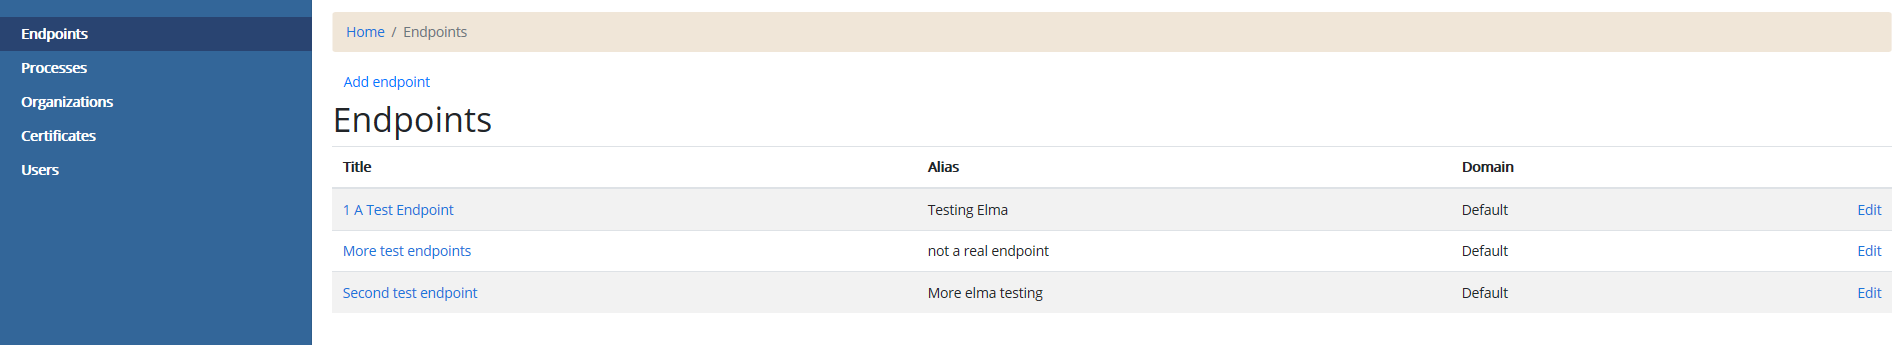 Endpoints
Processes
Organizations
Certificates
Users
Home / Endpoints
Add endpoint
Endpoints
Title Alias Domain
1 A Test Endpoint Testing Elma Default Edit
More test endpoints not a real endpoint Default Edit
Second test endpoint More elma testing Default Edit